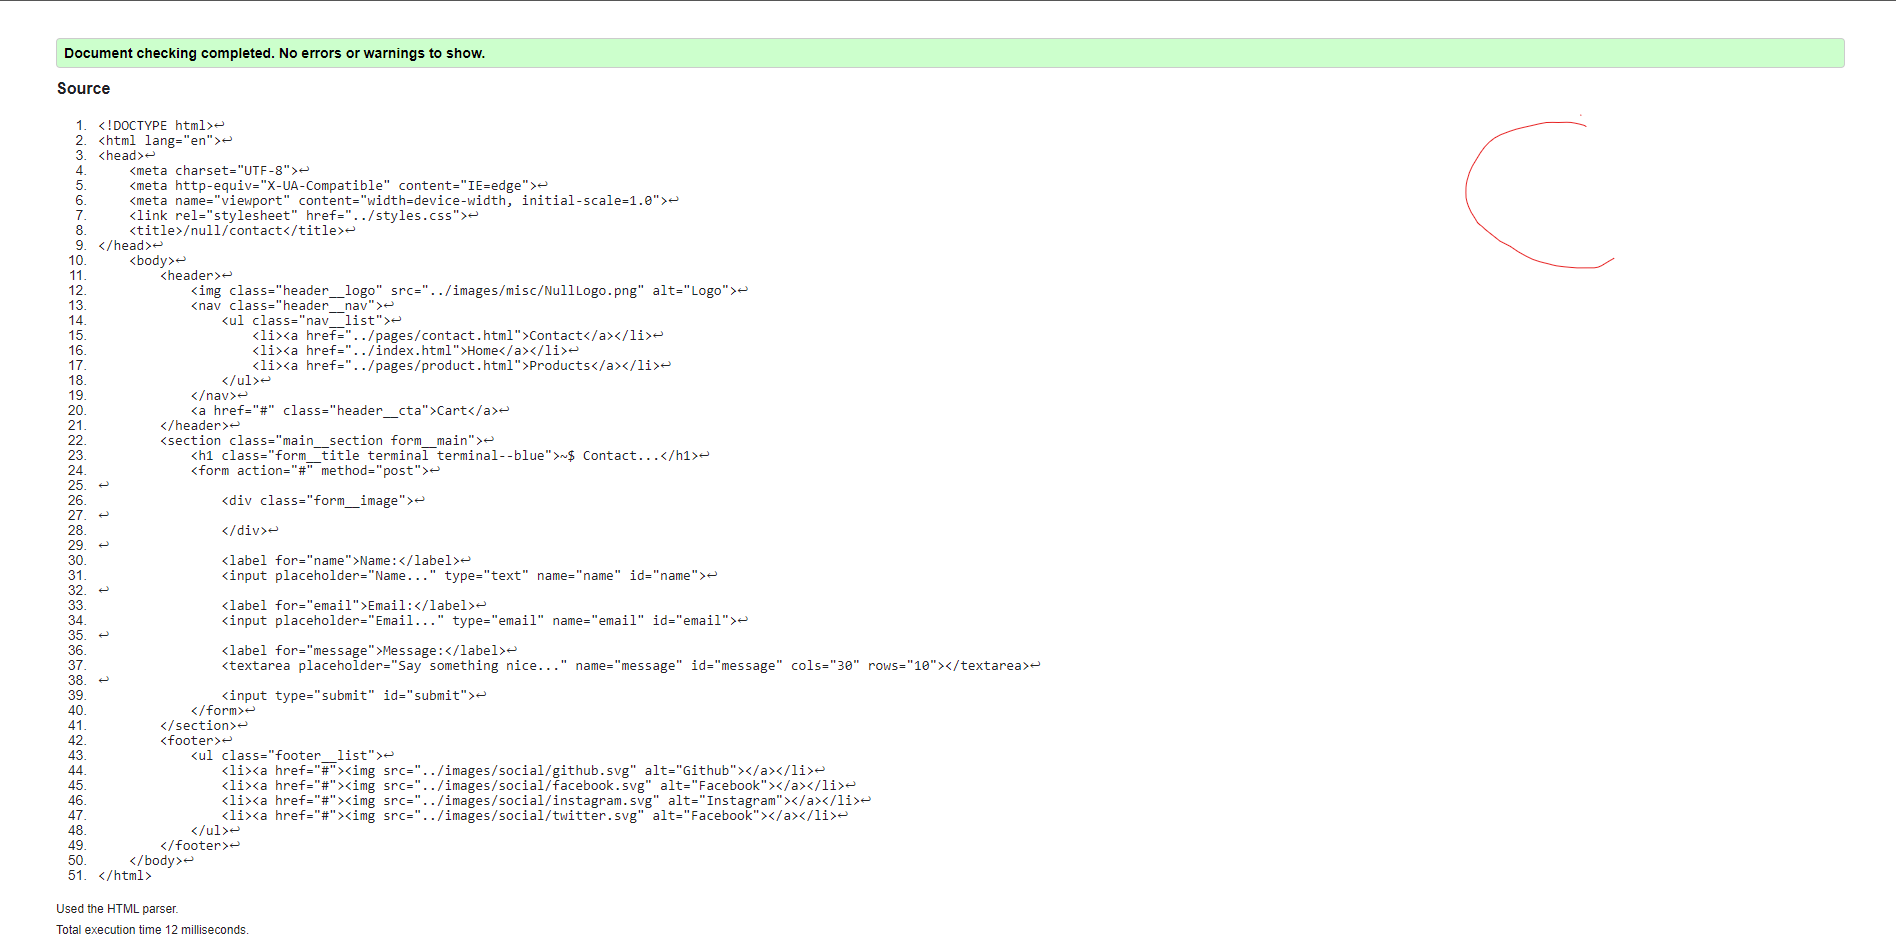 Document checking completed. No errors or warnings to show.
Source
1. <!DOCTYPE html>↩
2. <html lang="en">↩
3. <head>↩
4.     <meta charset="UTF-8">↩
5.     <meta http-equiv="X-UA-Compatible" content="IE=edge">↩
6.     <meta name="viewport" content="width=device-width, initial-scale=1.0">↩
7.     <link rel="stylesheet" href="../styles.css">↩
8.     <title>/null/contact</title>↩
9. </head>↩
10.     <body>↩
11.         <header>↩
12.             <img class="header__logo" src="../images/misc/NullLogo.png" alt="Logo">↩
13.             <nav class="header__nav">↩
14.                 <ul class="nav__list">↩
15.                     <li><a href="../pages/contact.html">Contact</a></li>↩
16.                     <li><a href="../index.html">Home</a></li>↩
17.                     <li><a href="../pages/product.html">Products</a></li>↩
18.                 </ul>↩
19.             </nav>↩
20.             <a href="#" class="header__cta">Cart</a>↩
21.         </header>↩
22.         <section class="main__section form__main">↩
23.             <h1 class="form__title terminal terminal--blue">~$ Contact...</h1>↩
24.             <form action="#" method="post">↩
25. ↩
26.                 <div class="form__image">↩
27. ↩
28.                 </div>↩
29. ↩
30.                 <label for="name">Name:</label>↩
31.                 <input placeholder="Name..." type="text" name="name" id="name">↩
32. ↩
33.                 <label for="email">Email:</label>↩
34.                 <input placeholder="Email..." type="email" name="email" id="email">↩
35. ↩
36.                 <label for="message">Message:</label>↩
37.                 <textarea placeholder="Say something nice..." name="message" id="message" cols="30" rows="10"></textarea>↩
38. ↩
39.                 <input type="submit" id="submit">↩
40.             </form>↩
41.         </section>↩
42.         <footer>↩
43.             <ul class="footer__list">↩
44.                 <li><a href="#"><img src="../images/social/github.svg" alt="Github"></a></li>↩
45.                 <li><a href="#"><img src="../images/social/facebook.svg" alt="Facebook"></a></li>↩
46.                 <li><a href="#"><img src="../images/social/instagram.svg" alt="Instagram"></a></li>↩
47.                 <li><a href="#"><img src="../images/social/twitter.svg" alt="Facebook"></a></li>↩
48.             </ul>↩
49.         </footer>↩
50.     </body>↩
51. </html>
Used the HTML parser.
Total execution time 12 milliseconds.